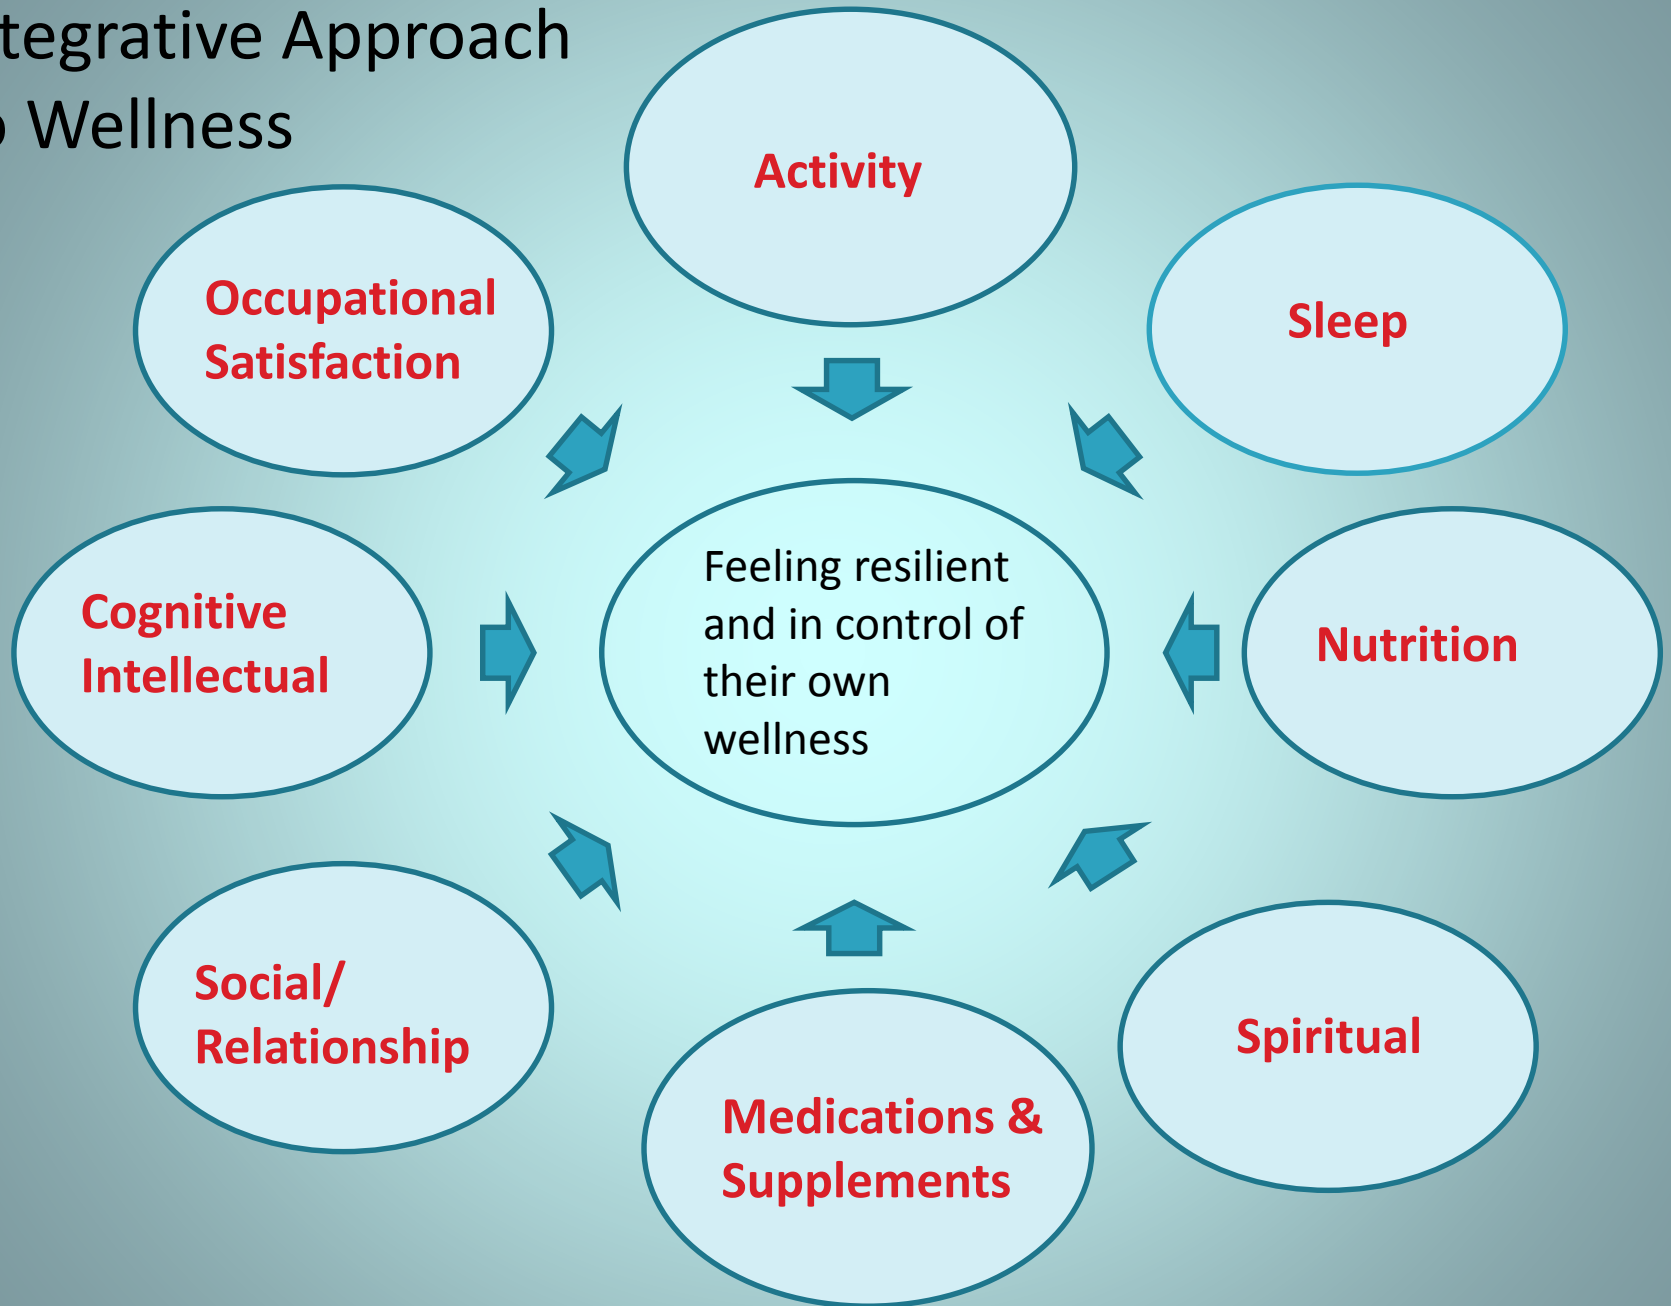 tegrative Approach
o Wellness
Activity
Occupational
Satisfaction
Sleep
Cognitive
Intellectual
Feeling resilient
and in control of
their own
wellness
Nutrition
Social/
Relationship
Spiritual
Medications &
Supplements